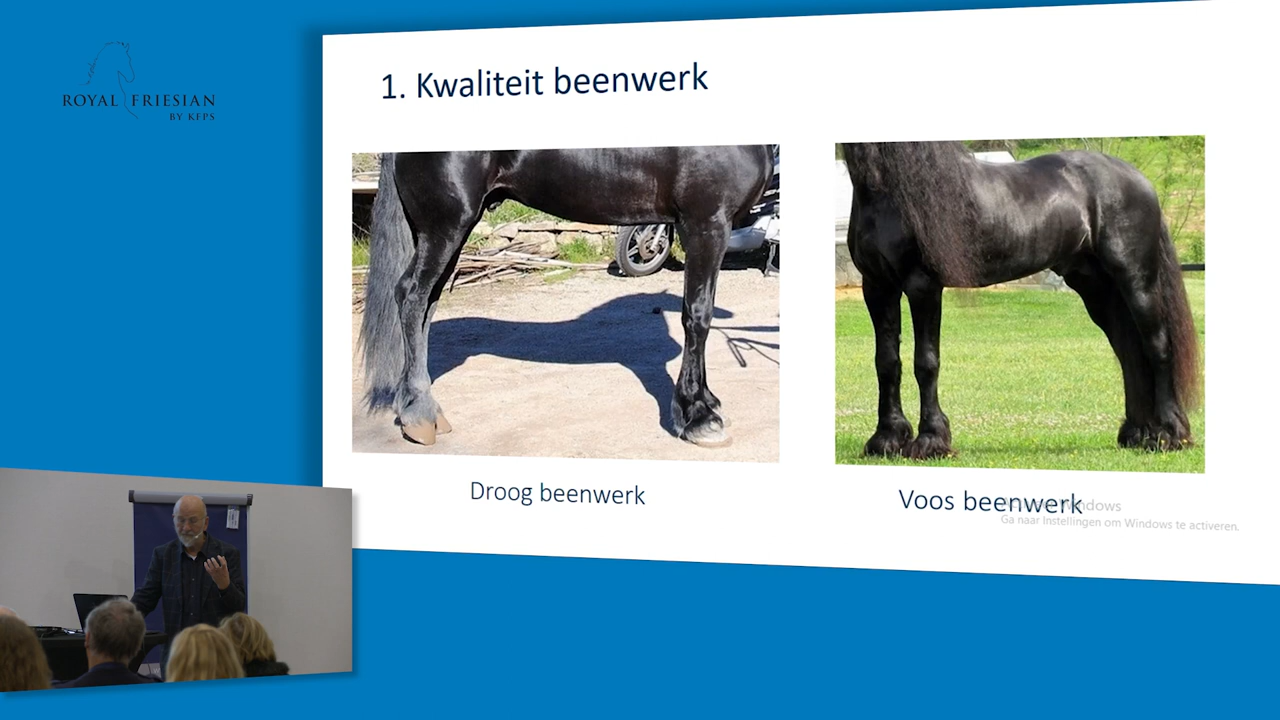 ROYAL FRIESIAN
BY KFPS
1. Kwaliteit beenwerk
Droog beenwerk
Voos beenwerk
Windows
Ga naar Instellingen om Windows te activeren.